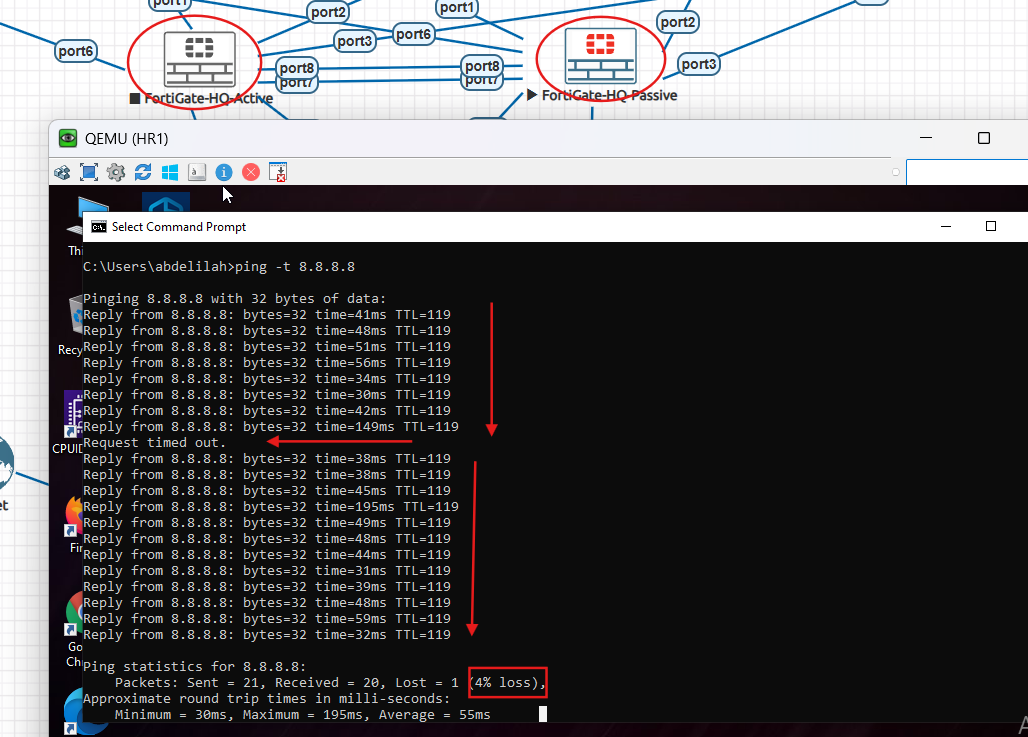 port1
port2
port1
port2
port6
port3
port6
port3
port8
port8
port7
port7
FortiGate-HQ-Active
FortiGate-HQ-Passive
QEMU (HR1)
Select Command Prompt
Thi
C:\Users\abdelilah>ping -t 8.8.8.8
Pinging 8.8.8.8 with 32 bytes of data:
Reply from 8.8.8.8: bytes=32 time=41ms TTL=119
Reply from 8.8.8.8: bytes=32 time=48ms TTL=119
Reply from 8.8.8.8: bytes=32 time=51ms TTL=119
Recy
Reply from 8.8.8.8: bytes=32 time=56ms TTL=119
Reply from 8.8.8.8: bytes=32 time=34ms TTL=119
Reply from 8.8.8.8: bytes=32 time=30ms TTL=119
Reply from 8.8.8.8: bytes=32 time=42ms TTL=119
Reply from 8.8.8.8: bytes=32 time=149ms TTL=119
Request timed out.
CPUID
Reply from 8.8.8.8: bytes=32 time=38ms TTL=119
Reply from 8.8.8.8: bytes=32 time=38ms TTL=119
Reply from 8.8.8.8: bytes=32 time=45ms TTL=119
Reply from 8.8.8.8: bytes=32 time=195ms TTL=119
et
Reply from 8.8.8.8: bytes=32 time=49ms TTL=119
Reply from 8.8.8.8: bytes=32 time=48ms TTL=119
Fir
Reply from 8.8.8.8: bytes=32 time=44ms TTL=119
Reply from 8.8.8.8: bytes=32 time=31ms TTL=119
Reply from 8.8.8.8: bytes=32 time=39ms TTL=119
Reply from 8.8.8.8: bytes=32 time=48ms TTL=119
Reply from 8.8.8.8: bytes=32 time=59ms TTL=119
Reply from 8.8.8.8: bytes=32 time=32ms TTL=119
Go
Ch
Ping statistics for 8.8.8.8:
Packets: Sent = 21, Received = 20, Lost = 1 (4% loss),
Approximate round trip times in milli-seconds:
Minimum = 30ms, Maximum = 195ms, Average = 55ms